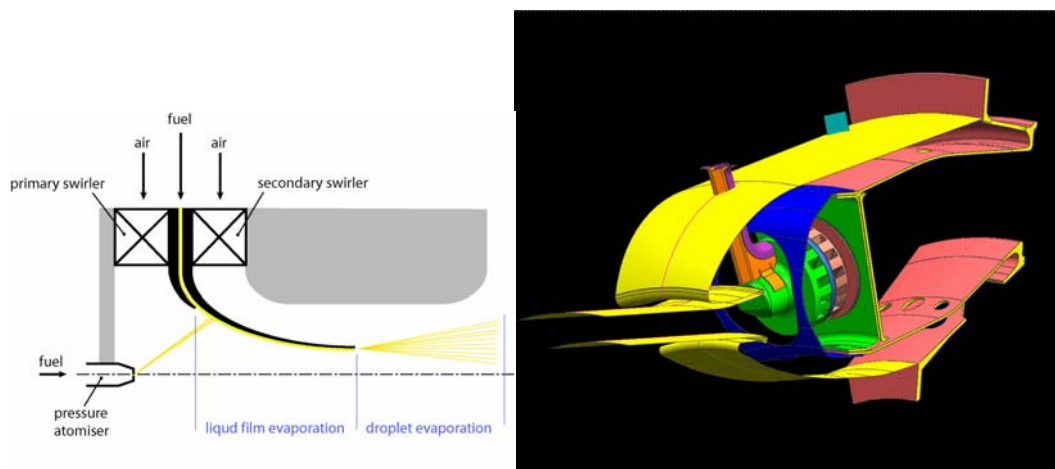 fuel
air
air
primary swirler
secondary swirler
fuel
pressure
atomiser
liqud film evaporation
droplet evaporation